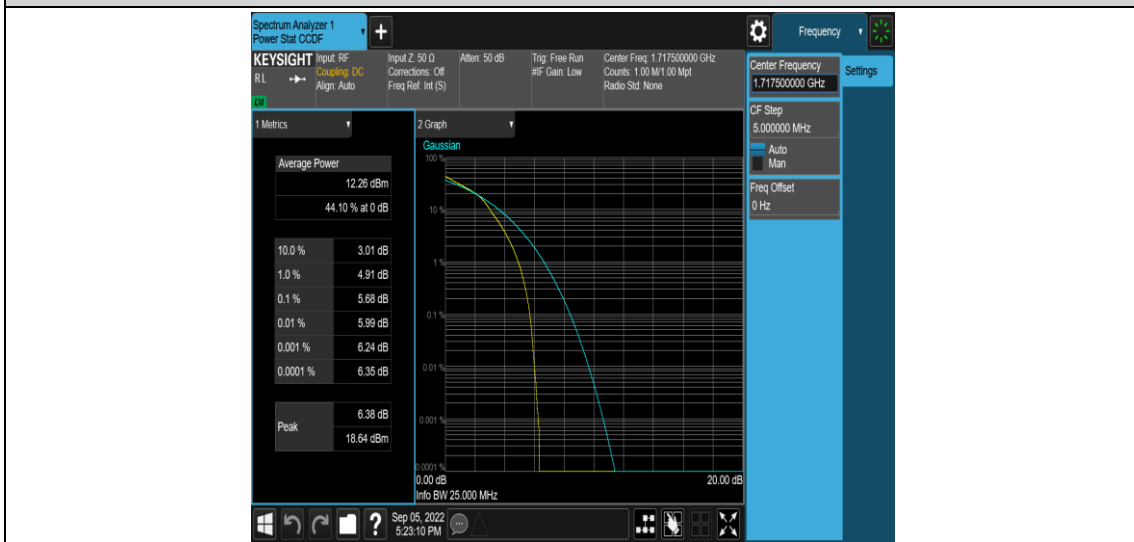 Spectrum Analyzer 1
Power Stat CCDF
Frequency
KEYSIGHT
RL
Input: RF
Coupling: DC
Align: Auto
Input Z: 50 Ω
Corrections: Off
Freq Ref: Int (S)
Atten: 50 dB
Trig: Free Run
#IF Gain: Low
Center Freq: 1.717500000 GHz
Counts: 1.00 M/1.00 Mpt
Radio Std: None
Center Frequency
1.717500000 GHz
Settings
CF Step
5.000000 MHz
Auto
Man
Freq Offset
0 Hz
1 Metrics
Average Power
12.26 dBm
44.10 % at 0 dB
10.0 % 3.01 dB
1.0 % 4.91 dB
0.1 % 5.68 dB
0.01 % 5.99 dB
0.001 % 6.24 dB
0.0001 % 6.35 dB
Peak
6.38 dB
18.64 dBm
2 Graph
Gaussian
100 %
10 %
1 %
0.1 %
0.01 %
0.001 %
0.0001 %
0.00 dB 20.00 dB
Info BW 25.000 MHz
?
Sep 05, 2022
5:23:10 PM